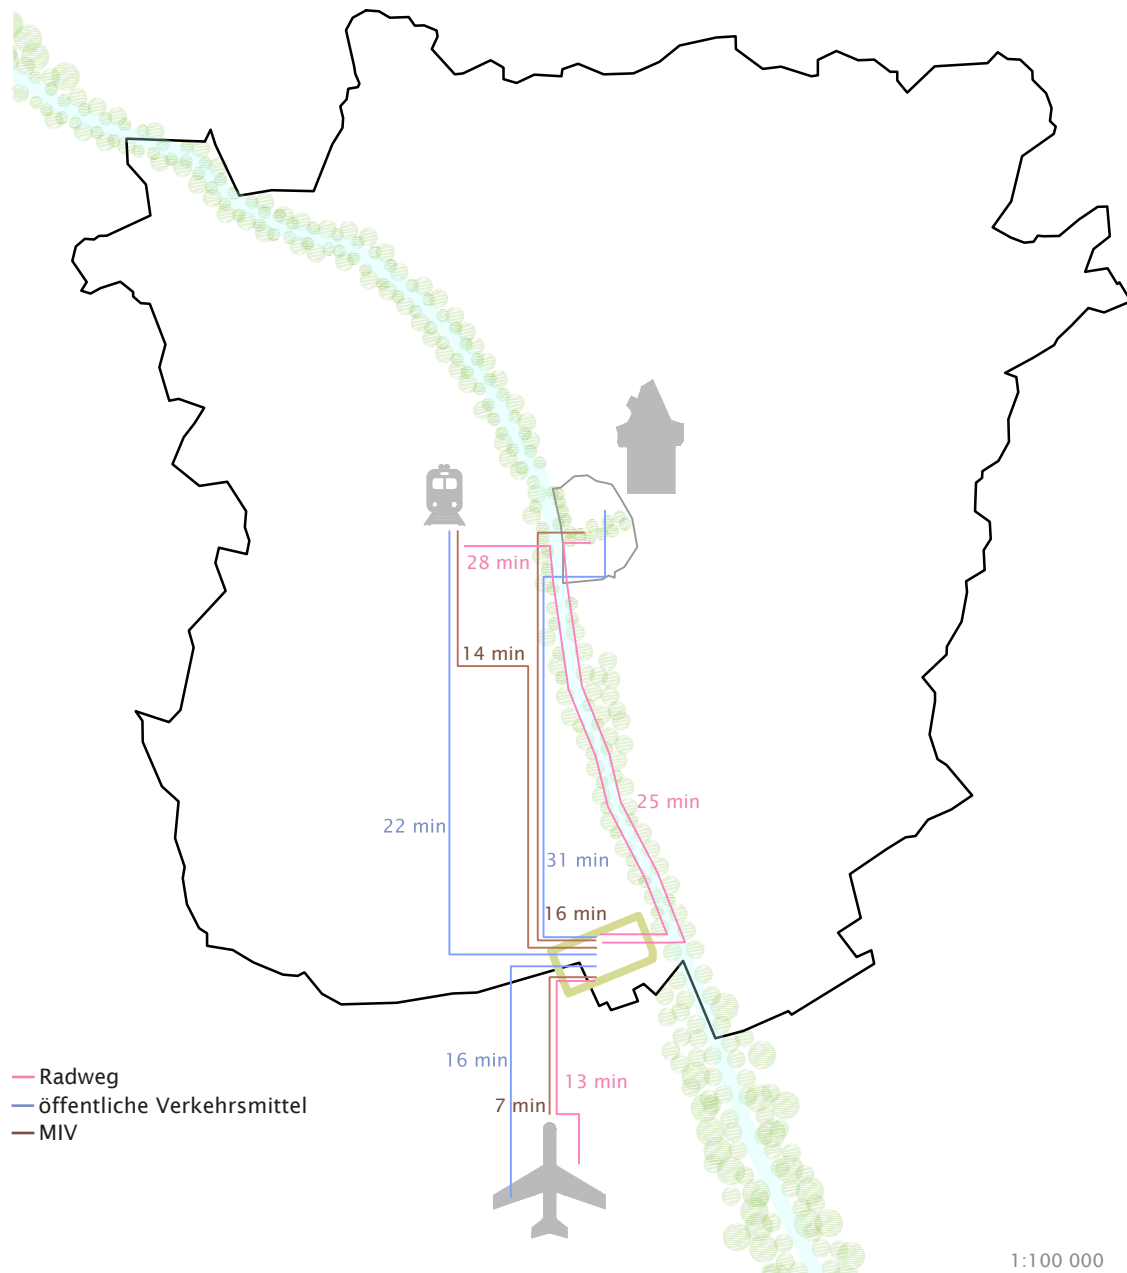 28 min
14 min
25 min
22 min
31 min
16 min
16 min
13 min
7 min
Radweg
öffentliche Verkehrsmittel
MIV
1:100 000